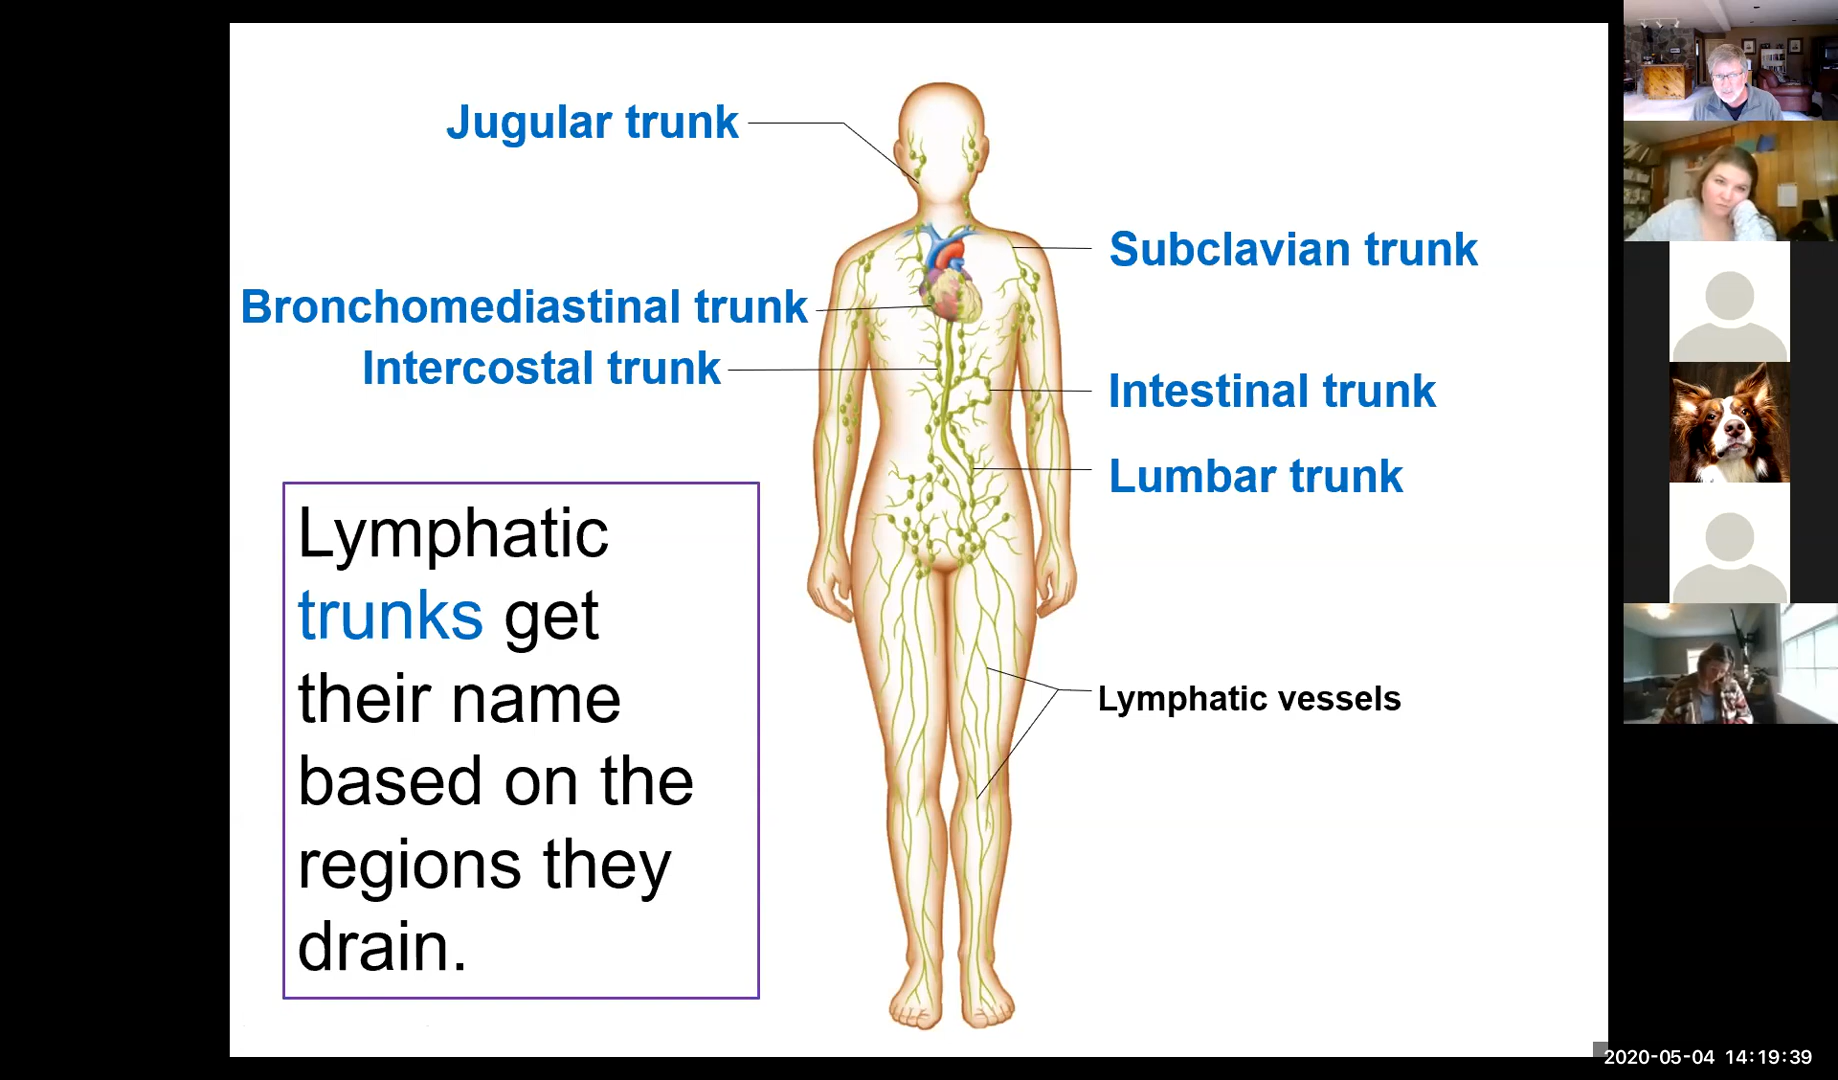 Jugular trunk
Subclavian trunk
Bronchomediastinal trunk
Intercostal trunk
Intestinal trunk
Lumbar trunk
Lymphatic
trunks get
their name
based on the
regions they
drain.
Lymphatic vessels
2020-05-04 14:19:39